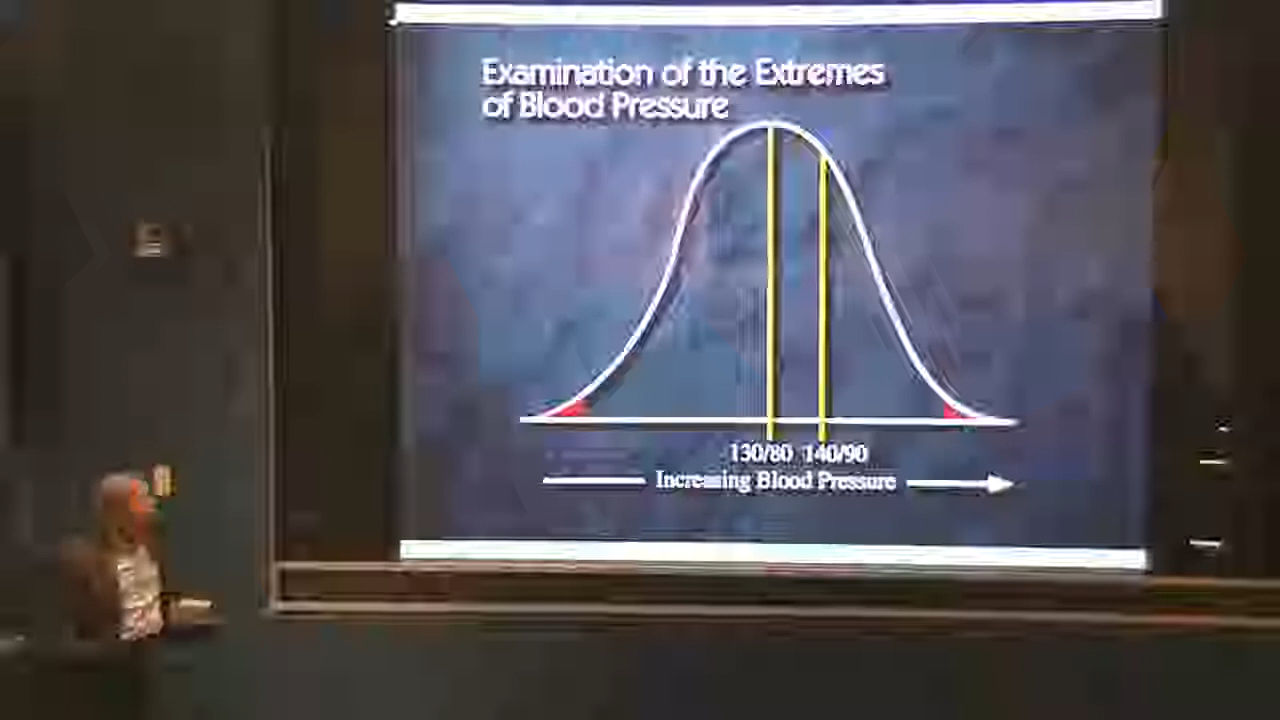 Examination of the Extremes
of Blood Pressure
130/80 140/90
Increasing Blood Pressure